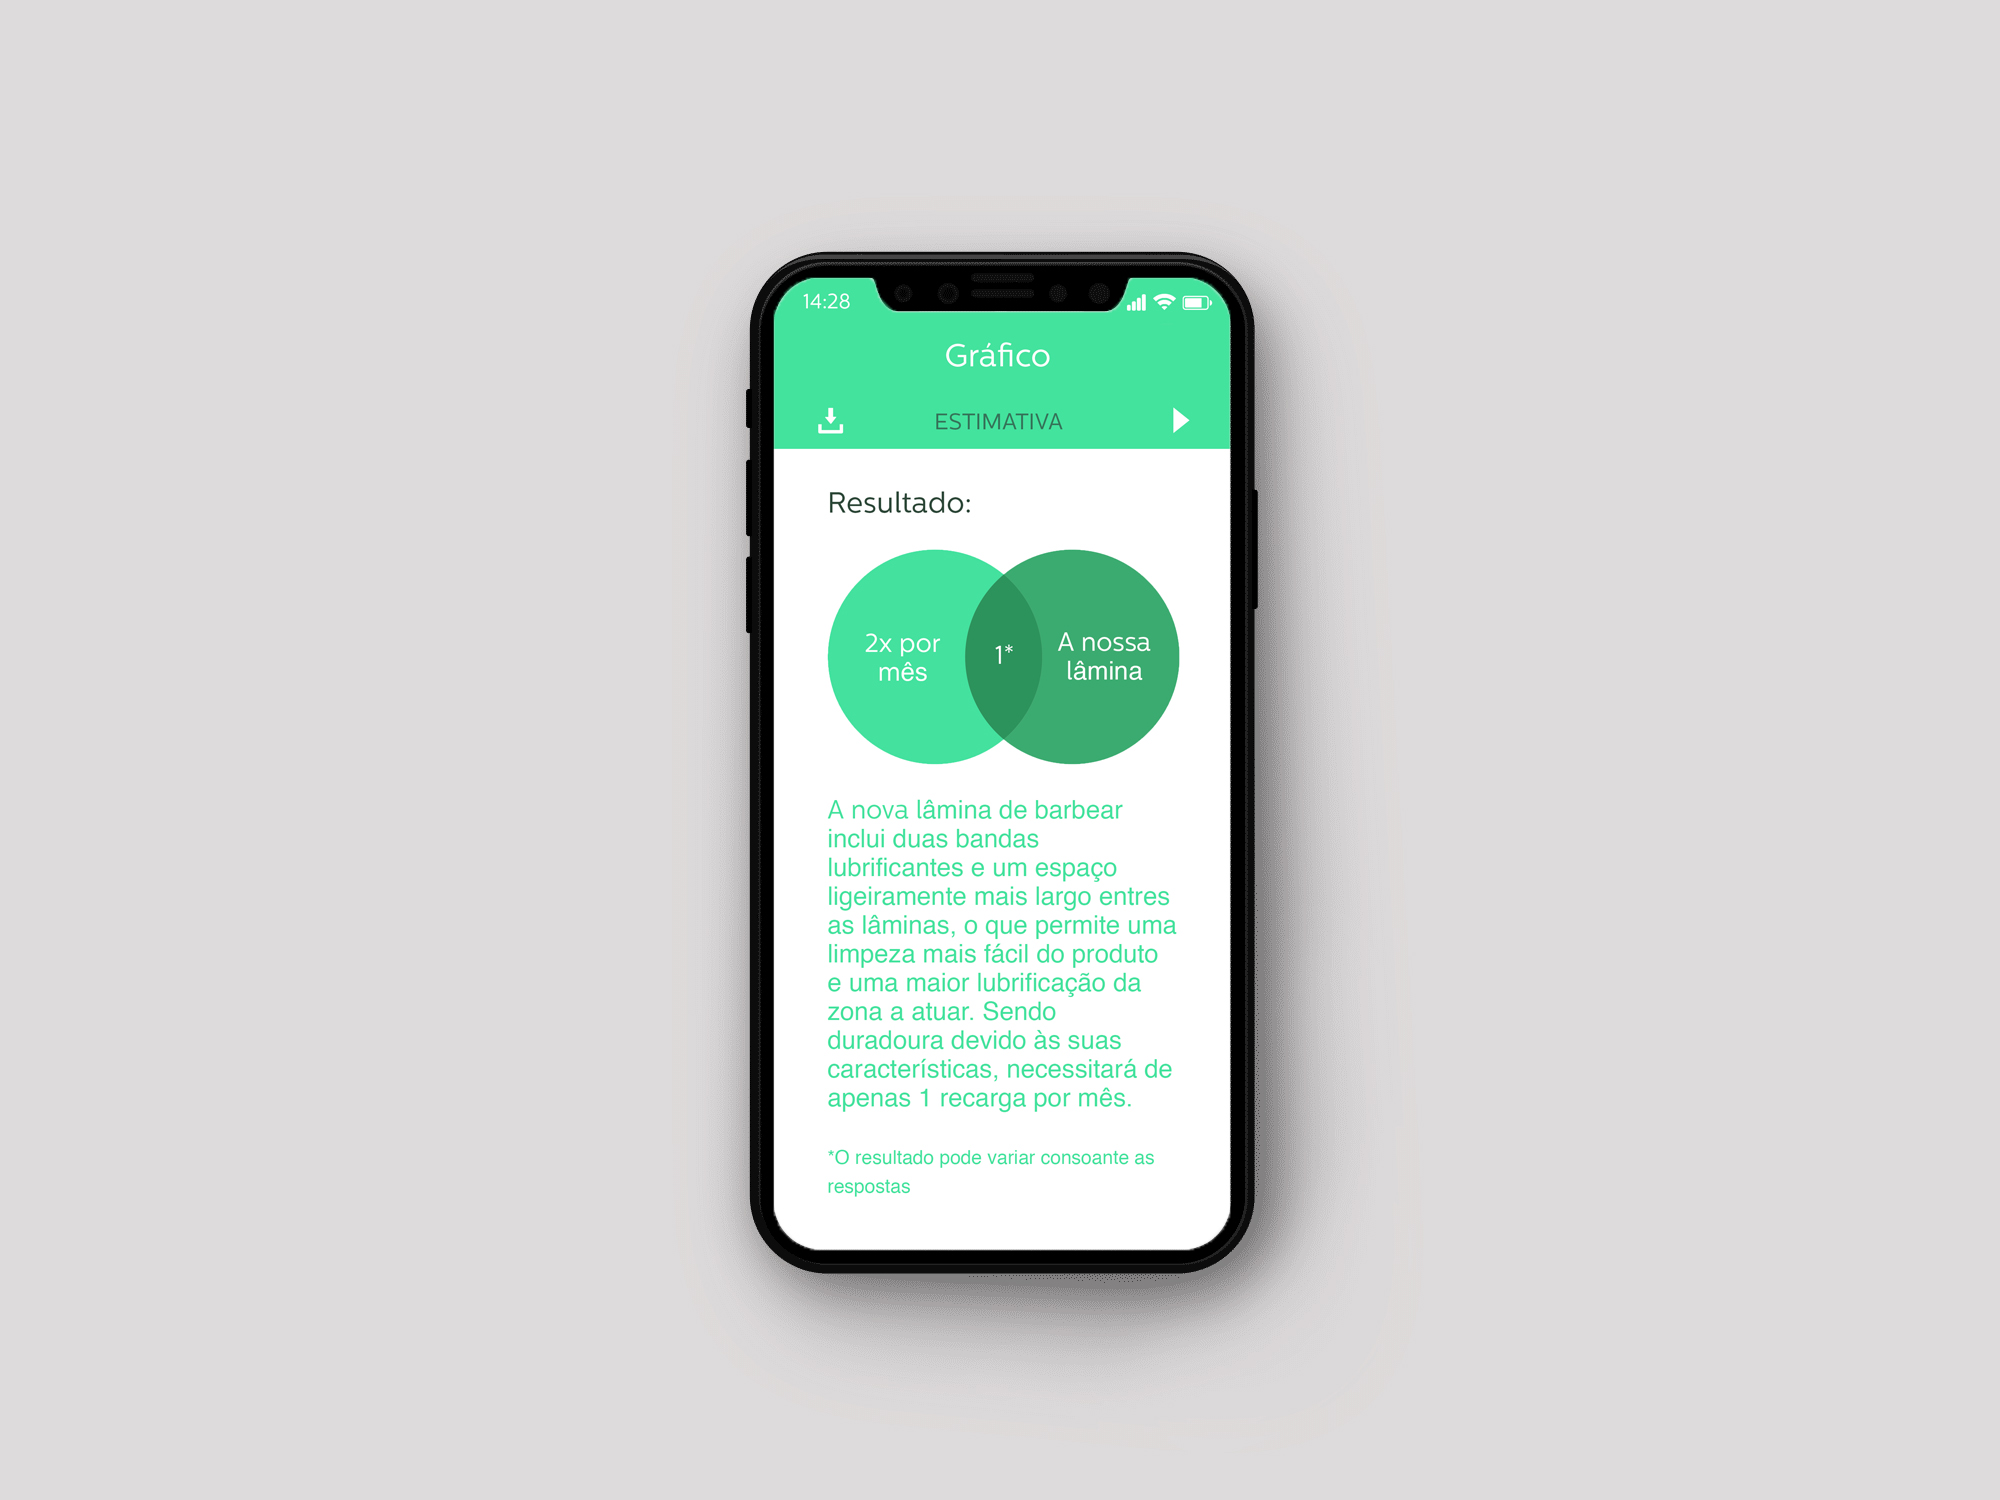 14:28
Gráfico
ESTIMATIVA
Resultado:
2x por
mês
1*
A nossa
lâmina
A nova lâmina de barbear
inclui duas bandas
lubrificantes e um espaço
ligeiramente mais largo entres
as lâminas, o que permite uma
limpeza mais fácil do produto
e uma maior lubrificação da
zona a atuar. Sendo
duradoura devido às suas
características, necessitará de
apenas 1 recarga por mês.
*O resultado pode variar consoante as
respostas